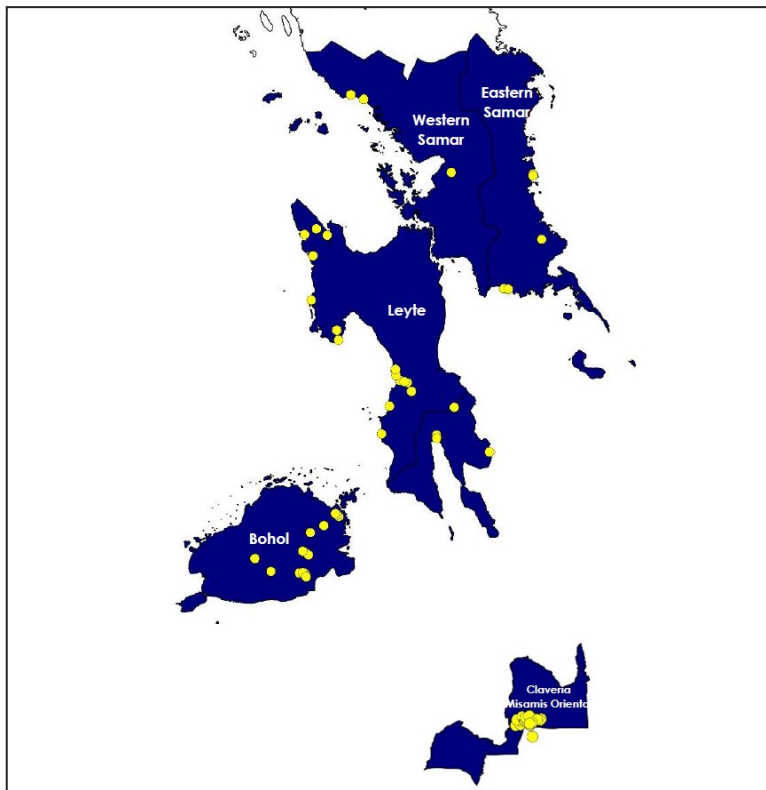 Eastern
Samar
Western
Samar
Leyte
Bohol
Claveria
Misamis Oriental